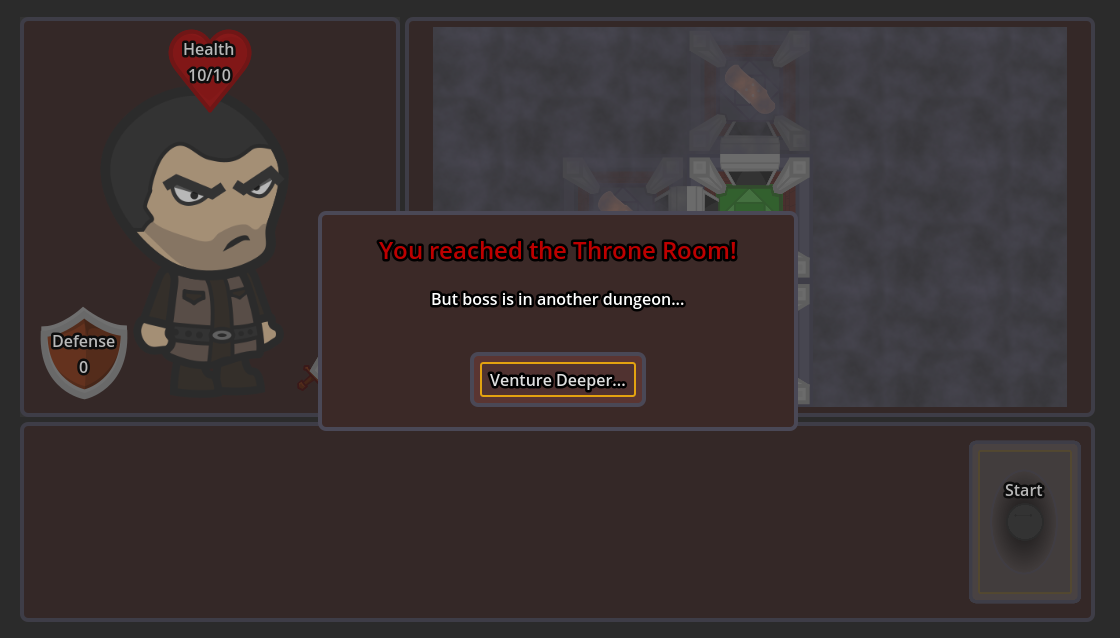 Health
10/10
Defense
0
You reached the Throne Room!
But boss is in another dungeon...
Venture Deeper...
Start